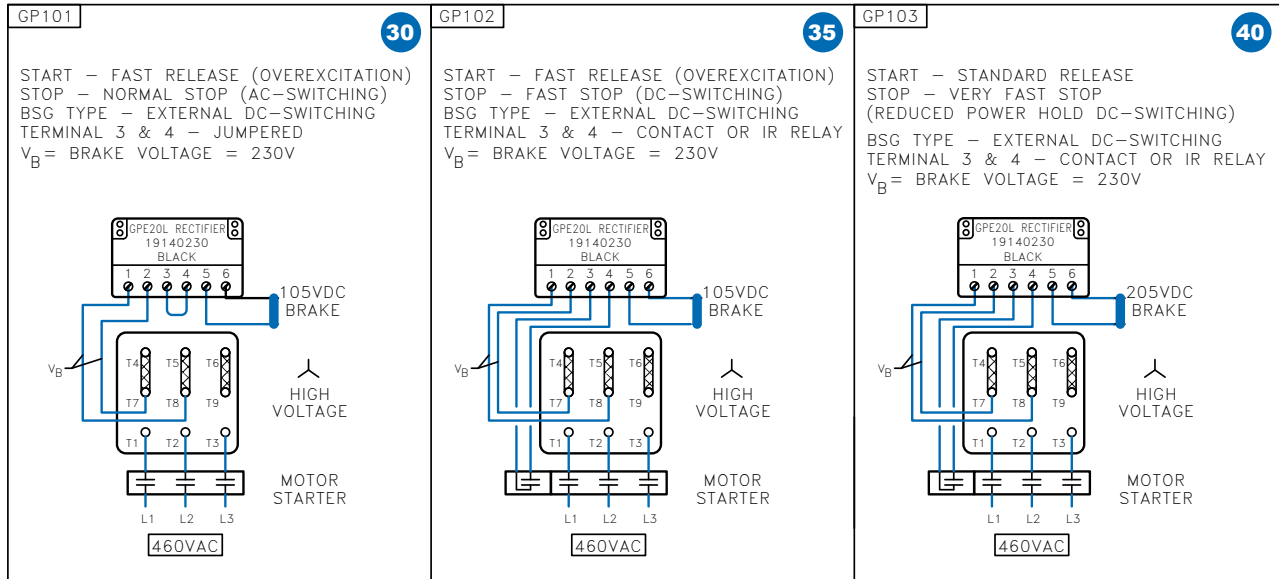 GP101
30
START – FAST RELEASE (OVEREXCITATION)
STOP – NORMAL STOP (AC–SWITCHING)
BSG TYPE – EXTERNAL DC–SWITCHING
TERMINAL 3 & 4 – JUMPERED
VB= BRAKE VOLTAGE = 230V
GPE20L RECTIFIER
19140230
BLACK
1 2 3 4 5 6
105VDC
BRAKE
VB
T4 T5 T6
T7 T8 T9
HIGH
VOLTAGE
T1 T2 T3
MOTOR
STARTER
L1 L2 L3
460VAC
GP102
35
START – FAST RELEASE (OVEREXCITATION)
STOP – FAST STOP (DC–SWITCHING)
BSG TYPE – EXTERNAL DC–SWITCHING
TERMINAL 3 & 4 – CONTACT OR IR RELAY
VB= BRAKE VOLTAGE = 230V
GPE20L RECTIFIER
19140230
BLACK
1 2 3 4 5 6
105VDC
BRAKE
VB
T4 T5 T6
T7 T8 T9
HIGH
VOLTAGE
T1 T2 T3
MOTOR
STARTER
L1 L2 L3
460VAC
GP103
40
START – STANDARD RELEASE
STOP – VERY FAST STOP
(REDUCED POWER HOLD DC–SWITCHING)
BSG TYPE – EXTERNAL DC–SWITCHING
TERMINAL 3 & 4 – CONTACT OR IR RELAY
VB= BRAKE VOLTAGE = 230V
GPE20L RECTIFIER
19140230
BLACK
1 2 3 4 5 6
205VDC
BRAKE
VB
T4 T5 T6
T7 T8 T9
HIGH
VOLTAGE
T1 T2 T3
MOTOR
STARTER
L1 L2 L3
460VAC